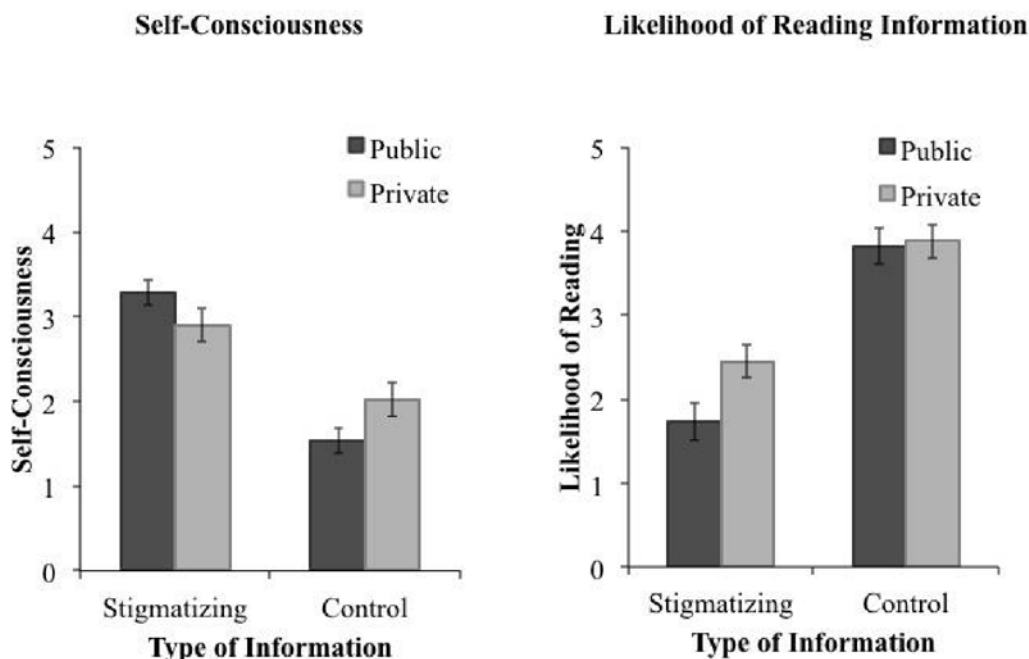 Self-Consciousness
Public
Private
5
4
3
2
1
0
Self-Consciousness
Stigmatizing
Control
Type of Information
Likelihood of Reading Information
Public
Private
5
4
3
2
1
0
Likelihood of Reading
Stigmatizing
Control
Type of Information